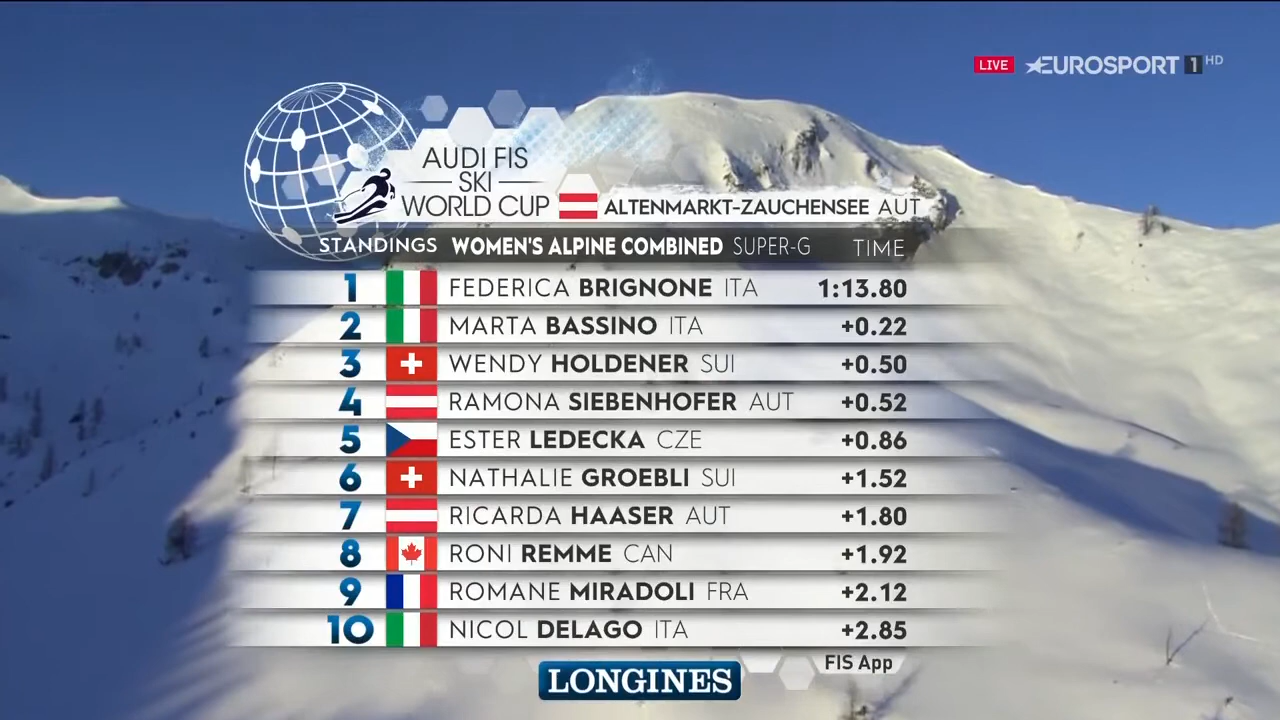 LIVE EUROSPORT 1 HD
AUDI FIS
SKI
WORLD CUP ALTENMARKT-ZAUCHENSEE AUT
STANDINGS WOMEN'S ALPINE COMBINED SUPER-G TIME
1 FEDERICA BRIGNONE ITA 1:13.80
2 MARTA BASSINO ITA +0.22
3 WENDY HOLDENER SUI +0.50
4 RAMONA SIEBENHOFER AUT +0.52
5 ESTER LEDECKA CZE +0.86
6 NATHALIE GROEBLI SUI +1.52
7 RICARDA HAASER AUT +1.80
8 RONI REMME CAN +1.92
9 ROMANE MIRADOLI FRA +2.12
10 NICOL DELAGO ITA +2.85
FIS App
LONGINES